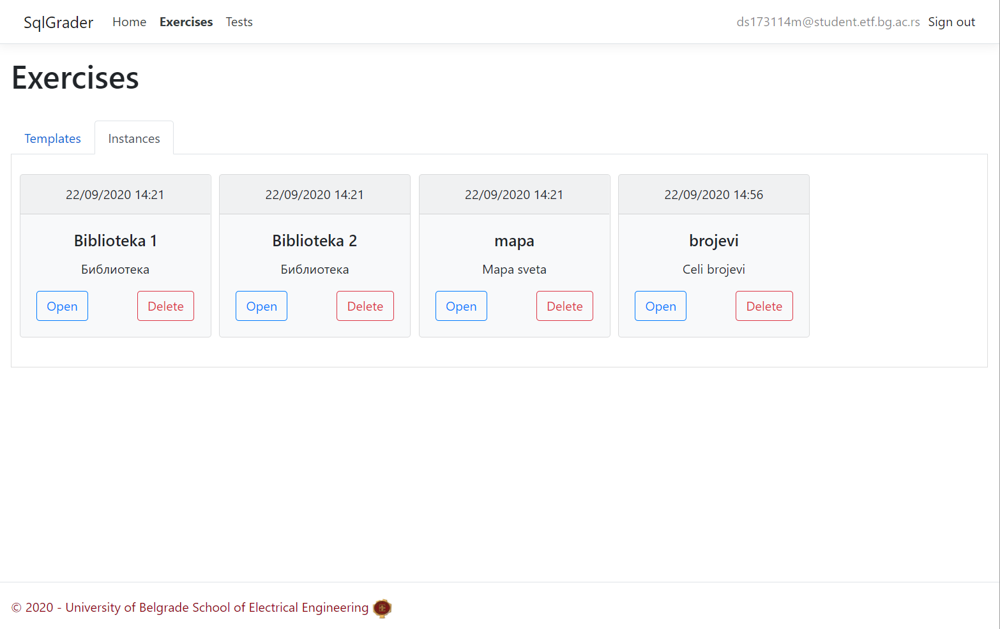 SqlGrader Home Exercises Tests ds173114m@student.etf.bg.ac.rs Sign out
Exercises
Templates Instances
22/09/2020 14:21
Biblioteka 1
Библиотека
Open Delete
22/09/2020 14:21
Biblioteka 2
Библиотека
Open Delete
22/09/2020 14:21
mapa
Mapa sveta
Open Delete
22/09/2020 14:56
brojevi
Celi brojevi
Open Delete
© 2020 - University of Belgrade School of Electrical Engineering